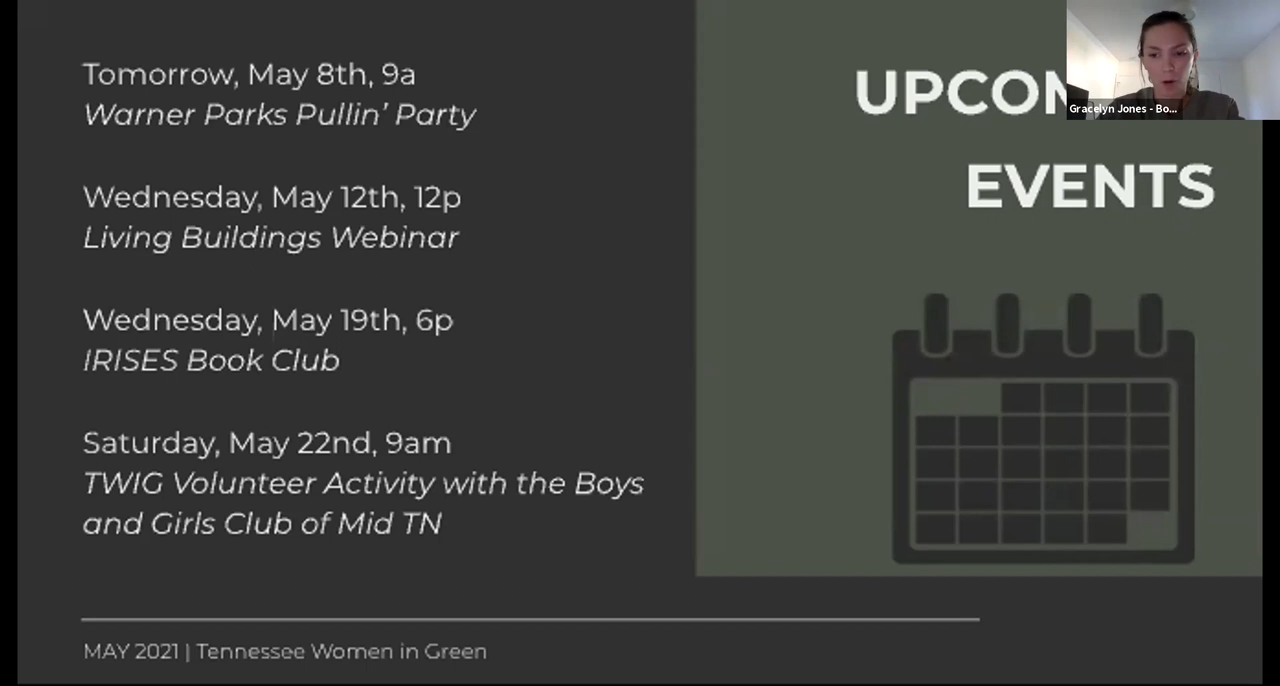 Tomorrow, May 8th, 9a
Warner Parks Pullin' Party
Wednesday, May 12th, 12p
Living Buildings Webinar
Wednesday, May 19th, 6p
IRISES Book Club
Saturday, May 22nd, 9am
TWIG Volunteer Activity with the Boys
and Girls Club of Mid TN
MAY 2021 | Tennessee Women in Green
UPCOM
EVENTS
Gracelyn Jones - Bo...